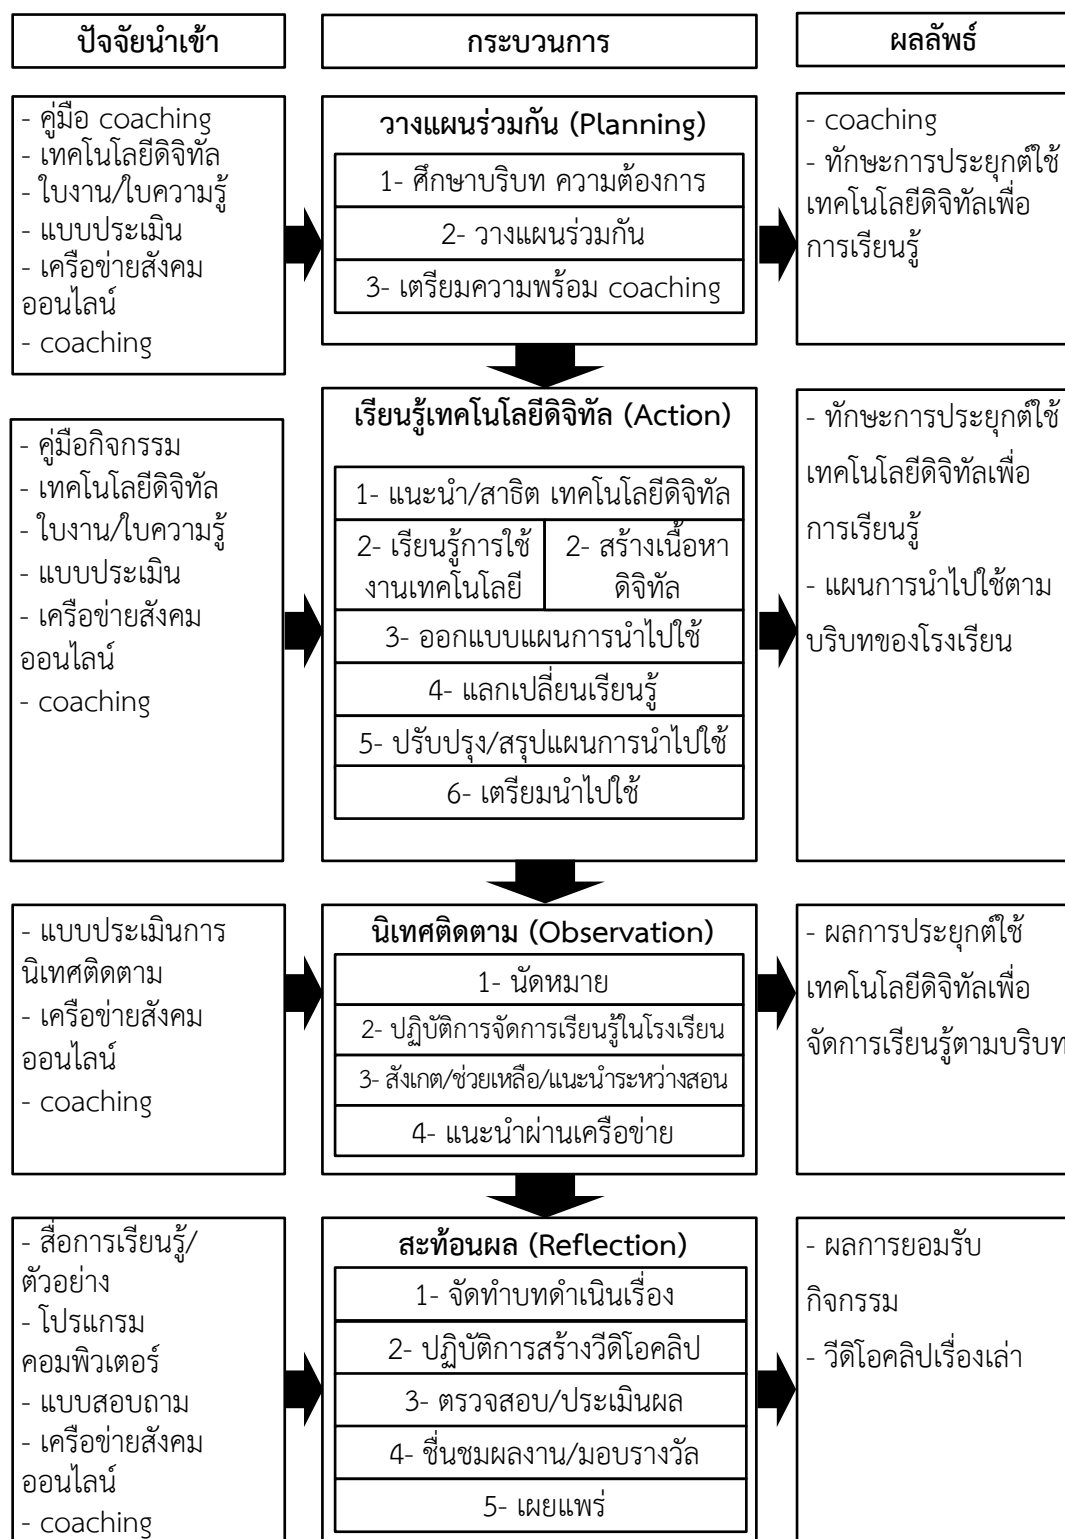 ปัจจัยนำเข้า
กระบวนการ
ผลลัพธ์
- คู่มือ coaching
- เทคโนโลยีดิจิทัล
- ใบงาน/ใบความรู้
- แบบประเมิน
- เครือข่ายสังคม
ออนไลน์
- coaching
วางแผนร่วมกัน (Planning)
1- ศึกษาบริบท ความต้องการ
2- วางแผนร่วมกัน
3- เตรียมความพร้อม coaching
- coaching
- ทักษะการประยุกต์ใช้
เทคโนโลยีดิจิทัลเพื่อ
การเรียนรู้
- คู่มือกิจกรรม
- เทคโนโลยีดิจิทัล
- ใบงาน/ใบความรู้
- แบบประเมิน
- เครือข่ายสังคม
ออนไลน์
- coaching
เรียนรู้เทคโนโลยีดิจิทัล (Action)
1- แนะนำ/สาธิต เทคโนโลยีดิจิทัล
2- เรียนรู้การใช้
งานเทคโนโลยี
2- สร้างเนื้อหา
ดิจิทัล
3- ออกแบบแผนการนำไปใช้
4- แลกเปลี่ยนเรียนรู้
5- ปรับปรุง/สรุปแผนการนำไปใช้
6- เตรียมนำไปใช้
- ทักษะการประยุกต์ใช้
เทคโนโลยีดิจิทัลเพื่อ
การเรียนรู้
- แผนการนำไปใช้ตาม
บริบทของโรงเรียน
- แบบประเมินการ
นิเทศติดตาม
- เครือข่ายสังคม
ออนไลน์
- coaching
นิเทศติดตาม (Observation)
1- นัดหมาย
2- ปฏิบัติการจัดการเรียนรู้ในโรงเรียน
3- สังเกต/ช่วยเหลือ/แนะนำระหว่างสอน
4- แนะนำผ่านเครือข่าย
- ผลการประยุกต์ใช้
เทคโนโลยีดิจิทัลเพื่อ
จัดการเรียนรู้ตามบริบท
- สื่อการเรียนรู้/
ตัวอย่าง
- โปรแกรม
คอมพิวเตอร์
- แบบสอบถาม
- เครือข่ายสังคม
ออนไลน์
- coaching
สะท้อนผล (Reflection)
1- จัดทำบทดำเนินเรื่อง
2- ปฏิบัติการสร้างวีดิโอคลิป
3- ตรวจสอบ/ประเมินผล
4- ชื่นชมผลงาน/มอบรางวัล
5- เผยแพร่
- ผลการยอมรับ
กิจกรรม
- วีดิโอคลิปเรื่องเล่า